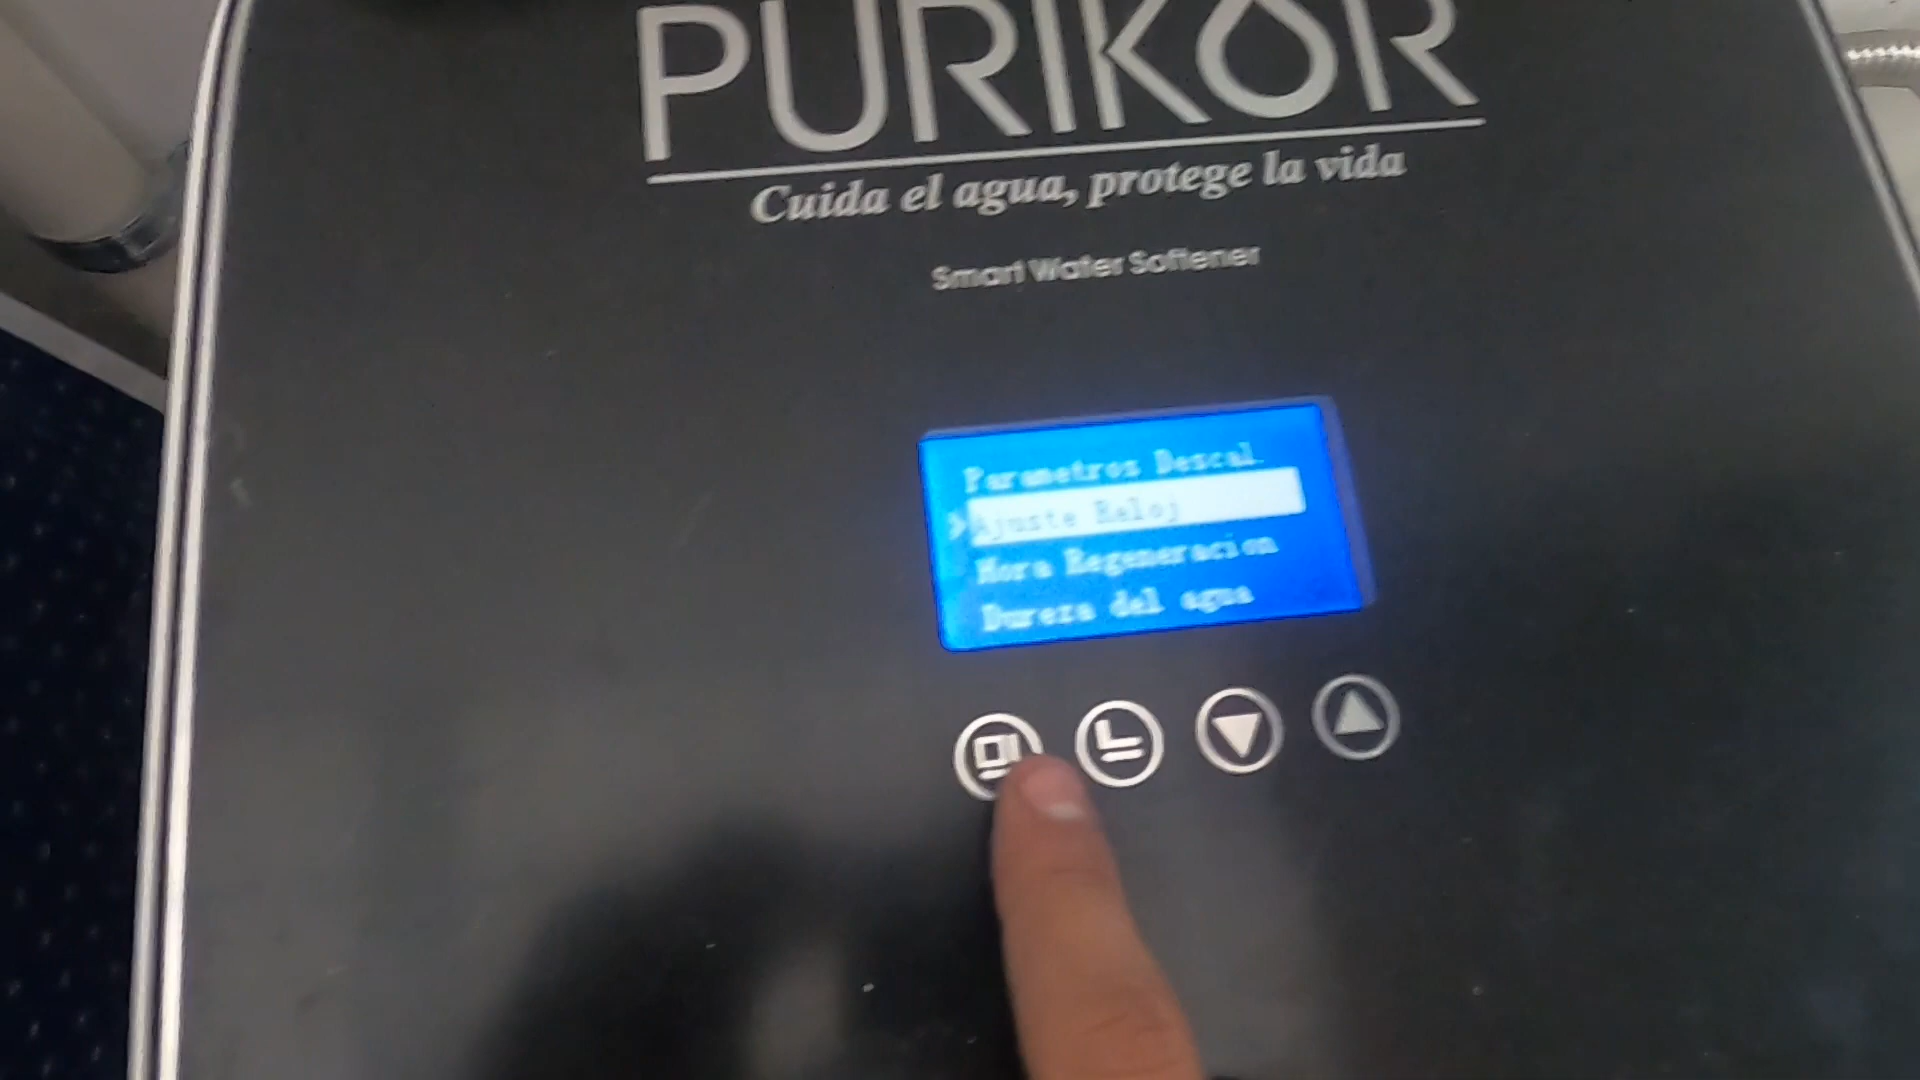 PURIKOR
Cuida el agua, protege la vida
Smart Water Softener
Parametros Descal.
>Ajuste Reloj
Hora Regeneracion
Dureza del agua